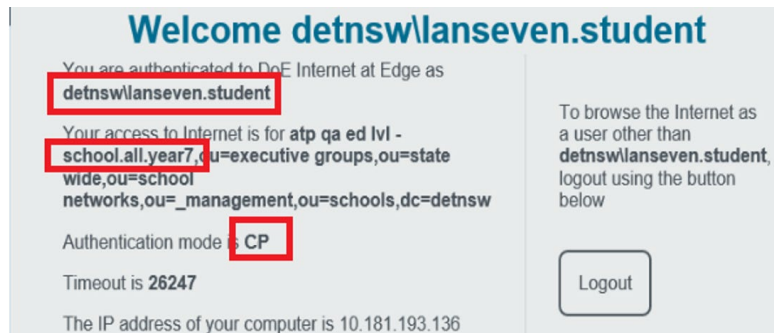 Welcome detnsw\lanseven.student
You are authenticated to DoE Internet at Edge as
detnsw\lanseven.student
Your access to Internet is for atp qa ed lvl -
school.all.year7,ou=executive groups,ou=state
wide,ou=school
networks,ou=_management,ou=schools,dc=detnsw
Authentication mode is CP
Timeout is 26247
The IP address of your computer is 10.181.193.136
To browse the Internet as
a user other than
detnsw\lanseven.student,
logout using the button
below
Logout